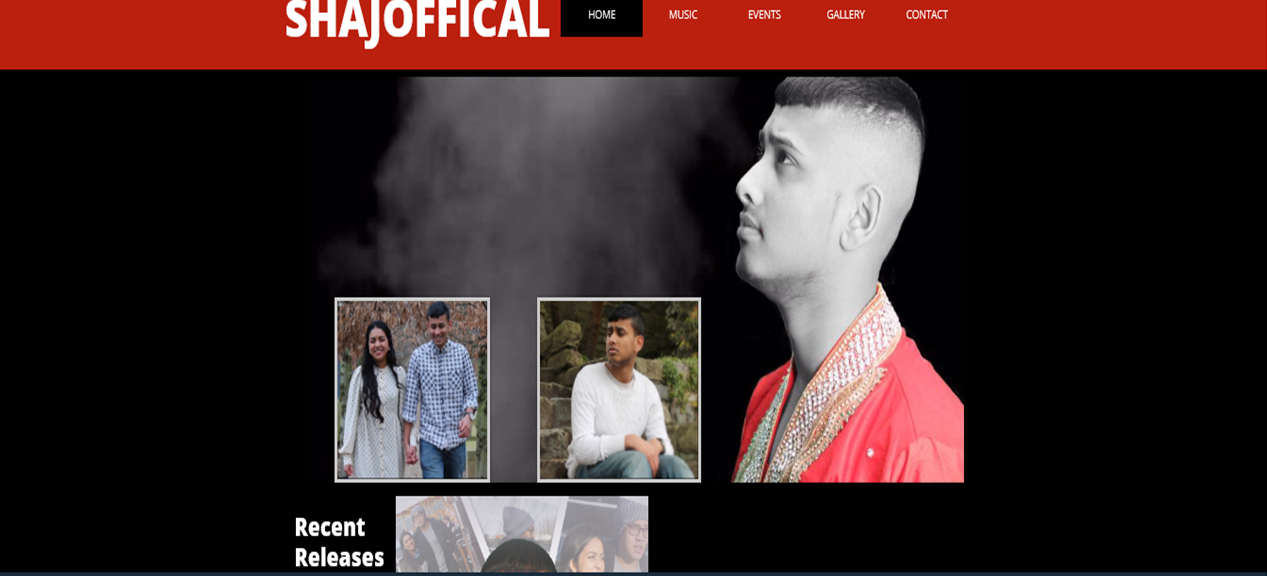 SHAJOFFICAL
HOME MUSIC EVENTS GALLERY CONTACT
Recent
Releases